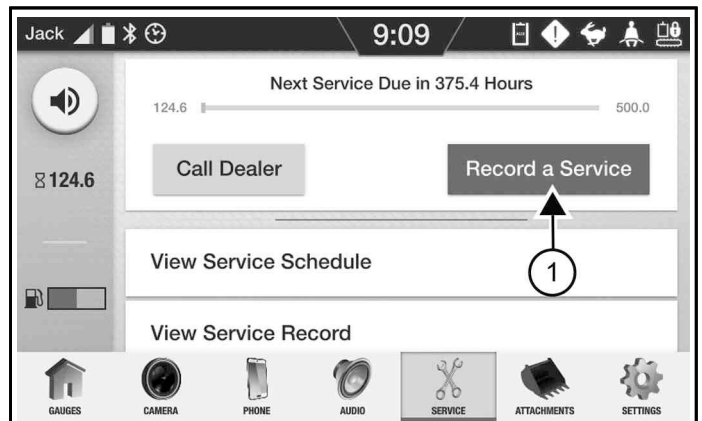 Jack
9:09
Next Service Due in 375.4 Hours
124.6
500.0
124.6
Call Dealer
Record a Service
1
View Service Schedule
View Service Record
GAUGES
CAMERA
PHONE
AUDIO
SERVICE
ATTACHMENTS
SETTINGS